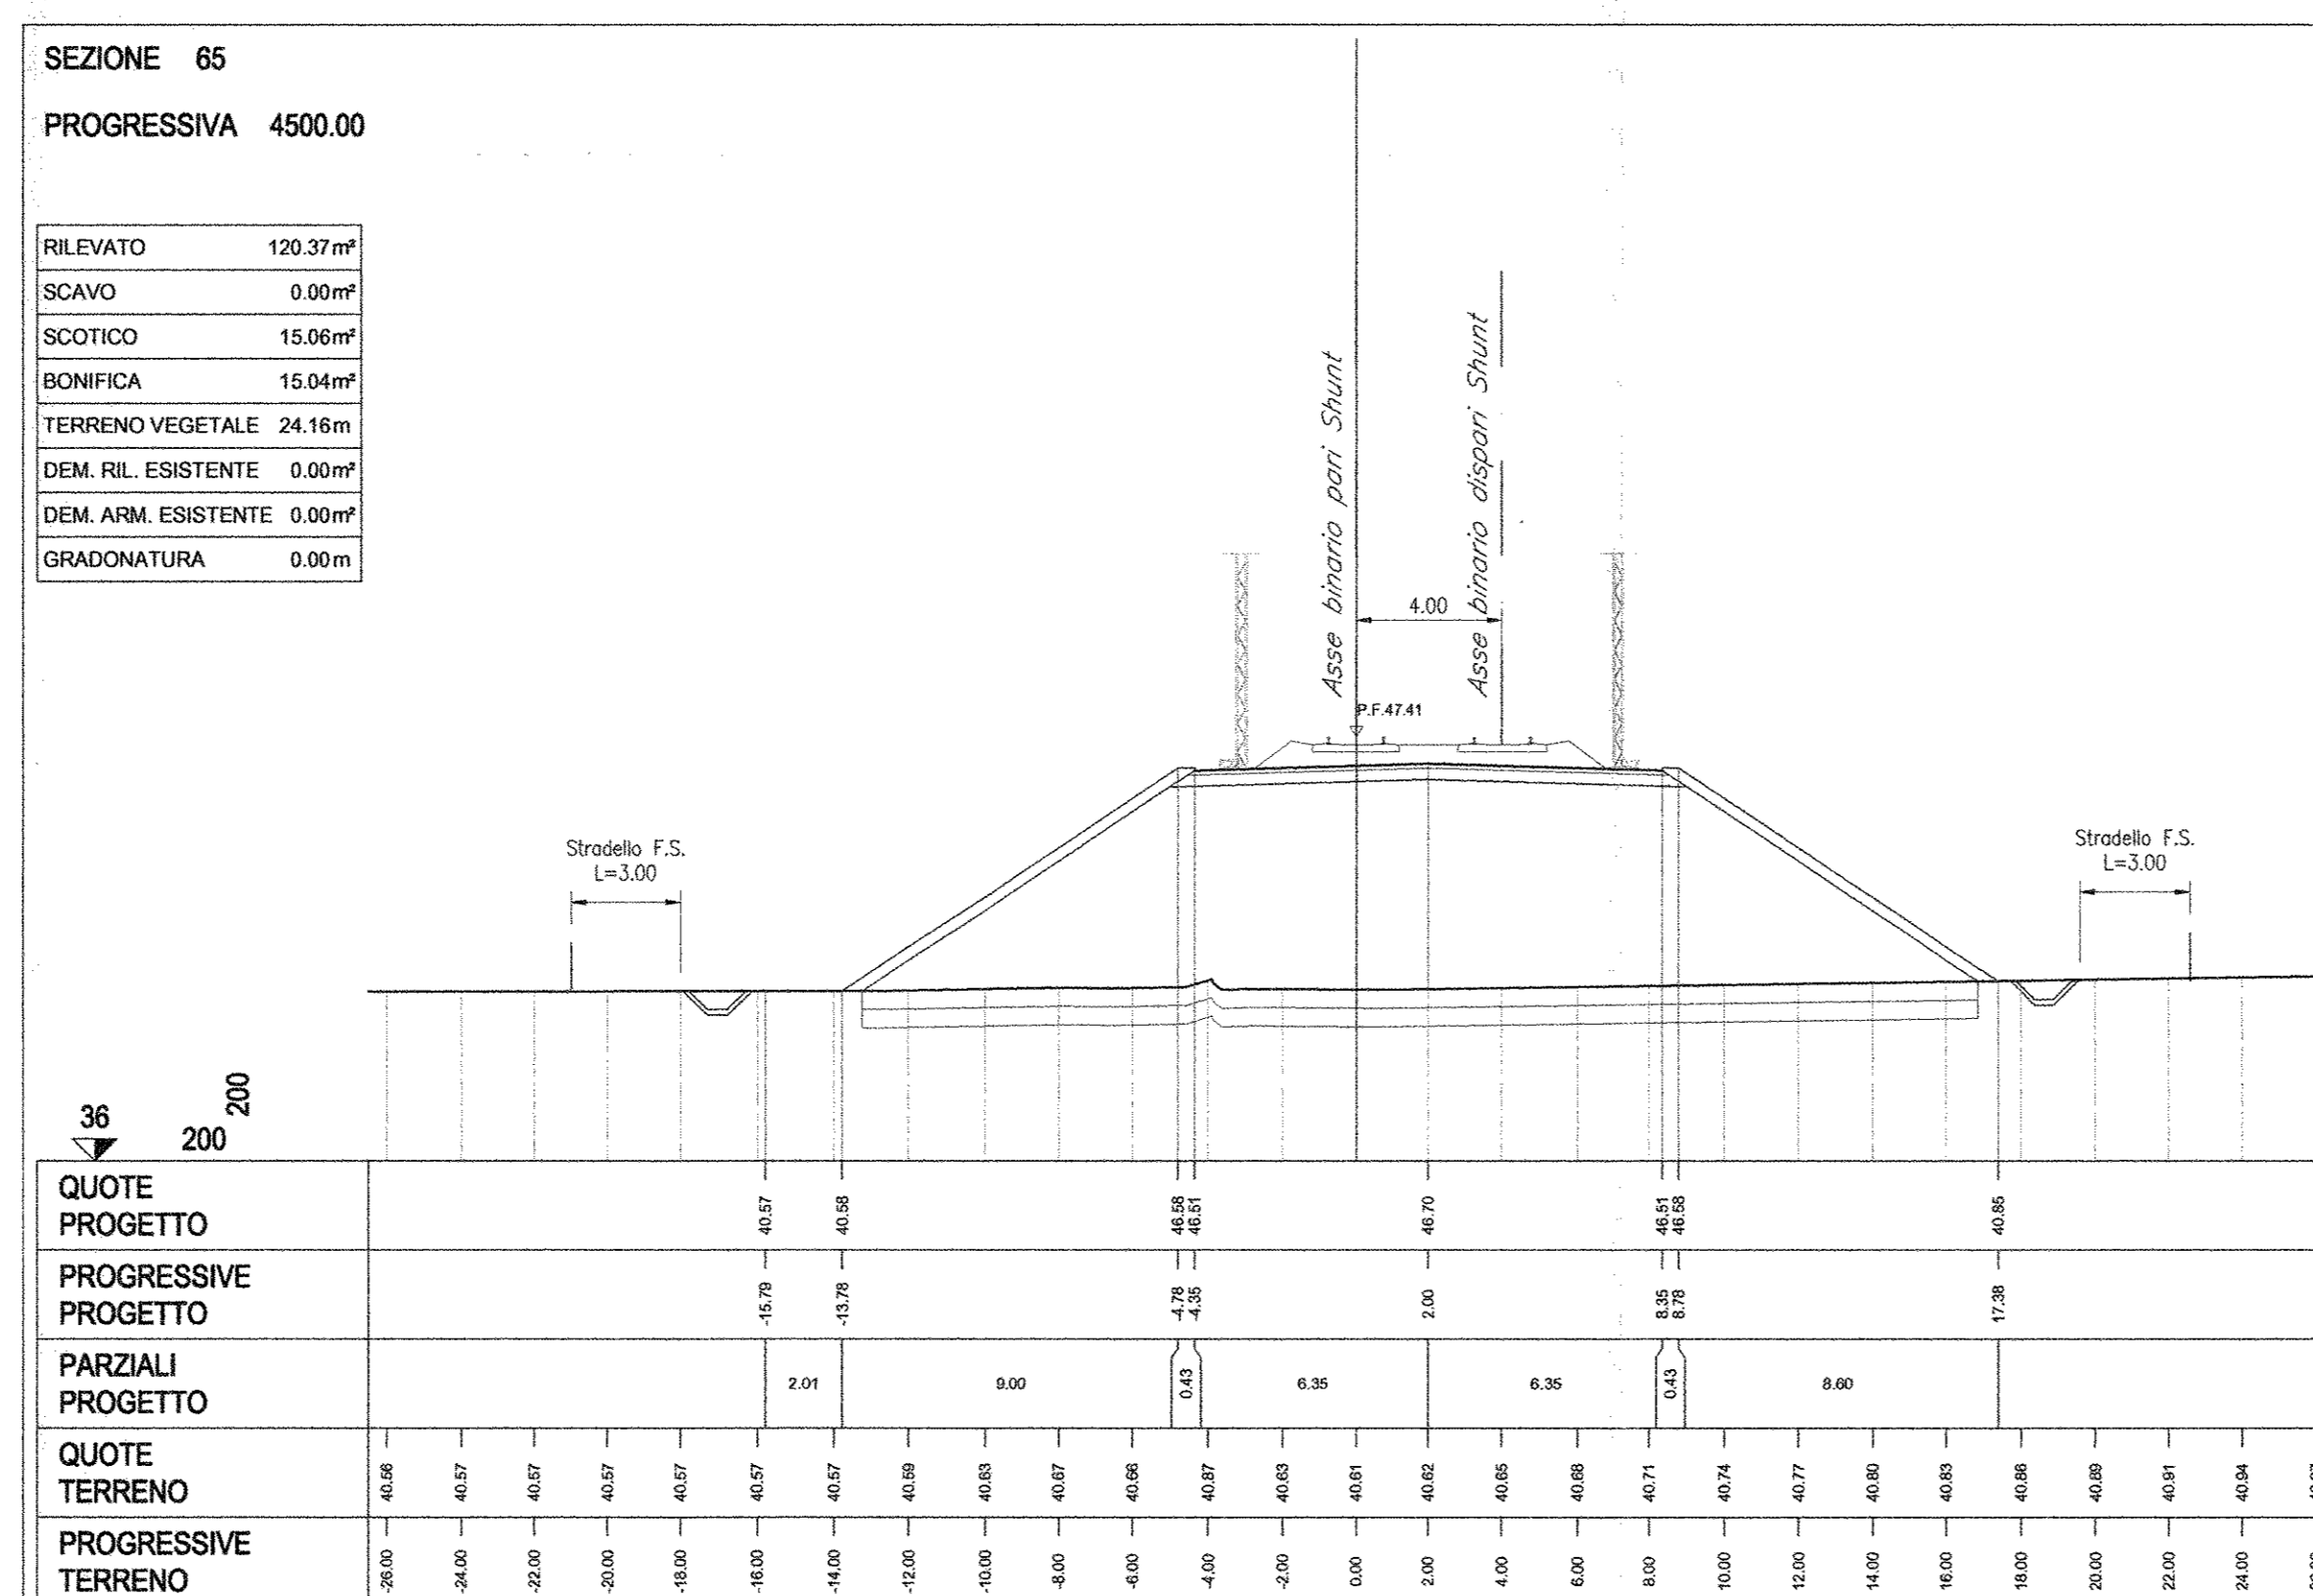 SEZIONE 65
PROGRESSIVA 4500.00
RILEVATO 120.37m²
SCAVO 0.00m²
SCOTICO 15.06m²
BONIFICA 15.04m²
TERRENO VEGETALE 24.16m
DEM. RIL. ESISTENTE 0.00m²
DEM. ARM. ESISTENTE 0.00m²
GRADONATURA 0.00m
Asse binario pari Shunt
Asse binario dispari Shunt
4.00
P.F.47.41
Stradello F.S.
L=3.00
Stradello F.S.
L=3.00
36
200
200
QUOTE
PROGETTO
40.57 40.58 46.58 46.51 46.70 46.51 46.58 40.85
PROGRESSIVE
PROGETTO
-15.79 -13.78 -4.78 -4.35 2.00 8.35 8.78 17.38
PARZIALI
PROGETTO
2.01 9.00 0.43 6.35 6.35 0.43 8.60
QUOTE
TERRENO
40.56 40.57 40.57 40.57 40.57 40.57 40.57 40.59 40.63 40.67 40.66 40.87 40.63 40.61 40.62 40.65 40.68 40.71 40.74 40.77 40.80 40.83 40.86 40.89 40.91 40.94
PROGRESSIVE
TERRENO
-26.00 -24.00 -22.00 -20.00 -18.00 -16.00 -14.00 -12.00 -10.00 -8.00 -6.00 -4.00 -2.00 0.00 2.00 4.00 6.00 8.00 10.00 12.00 14.00 16.00 18.00 20.00 22.00 24.00